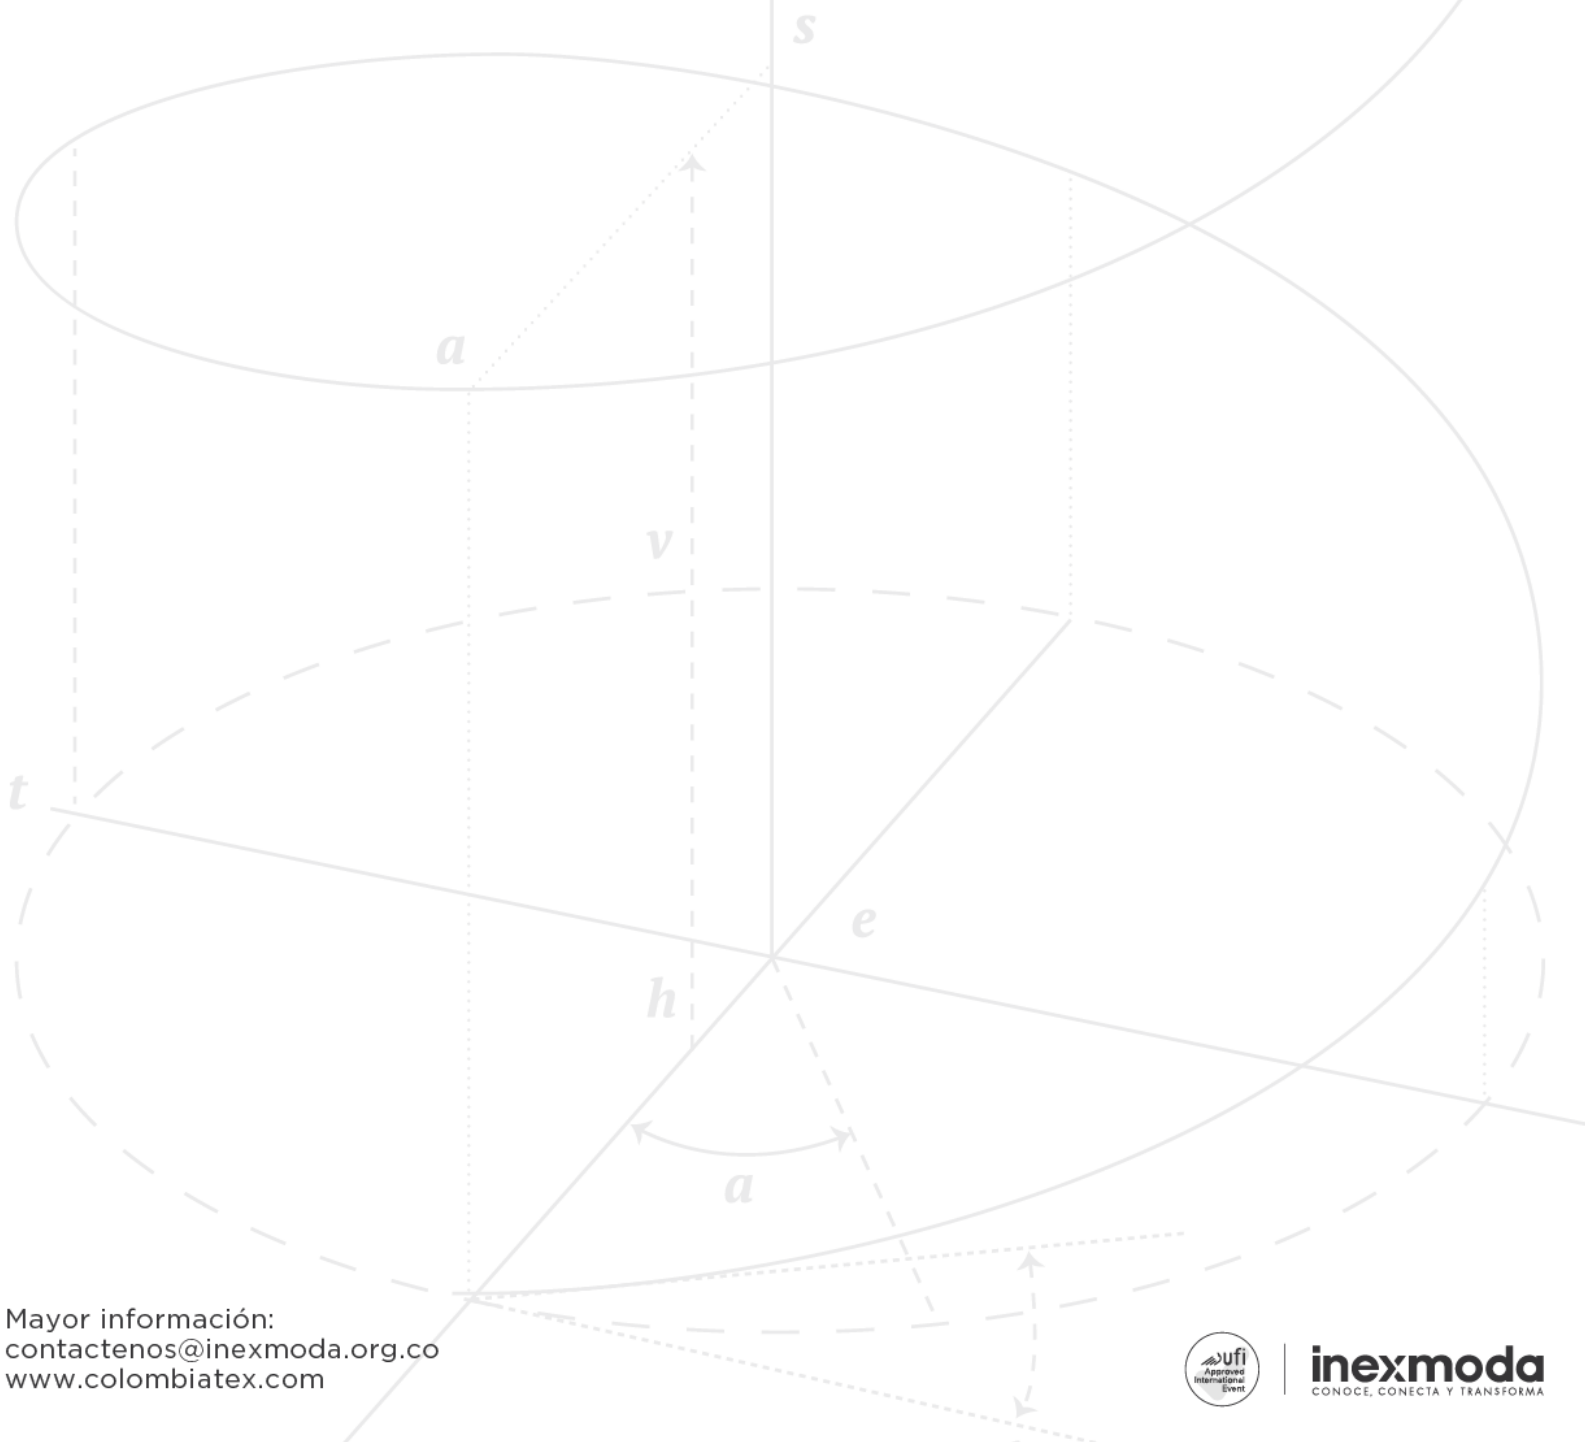 s
a
v
t
e
h
a
Mayor información:
contactenos@inexmoda.org.co
www.colombiatex.com
ufi
Approved
International
Event
inexmoda
CONOCE, CONECTA Y TRANSFORMA